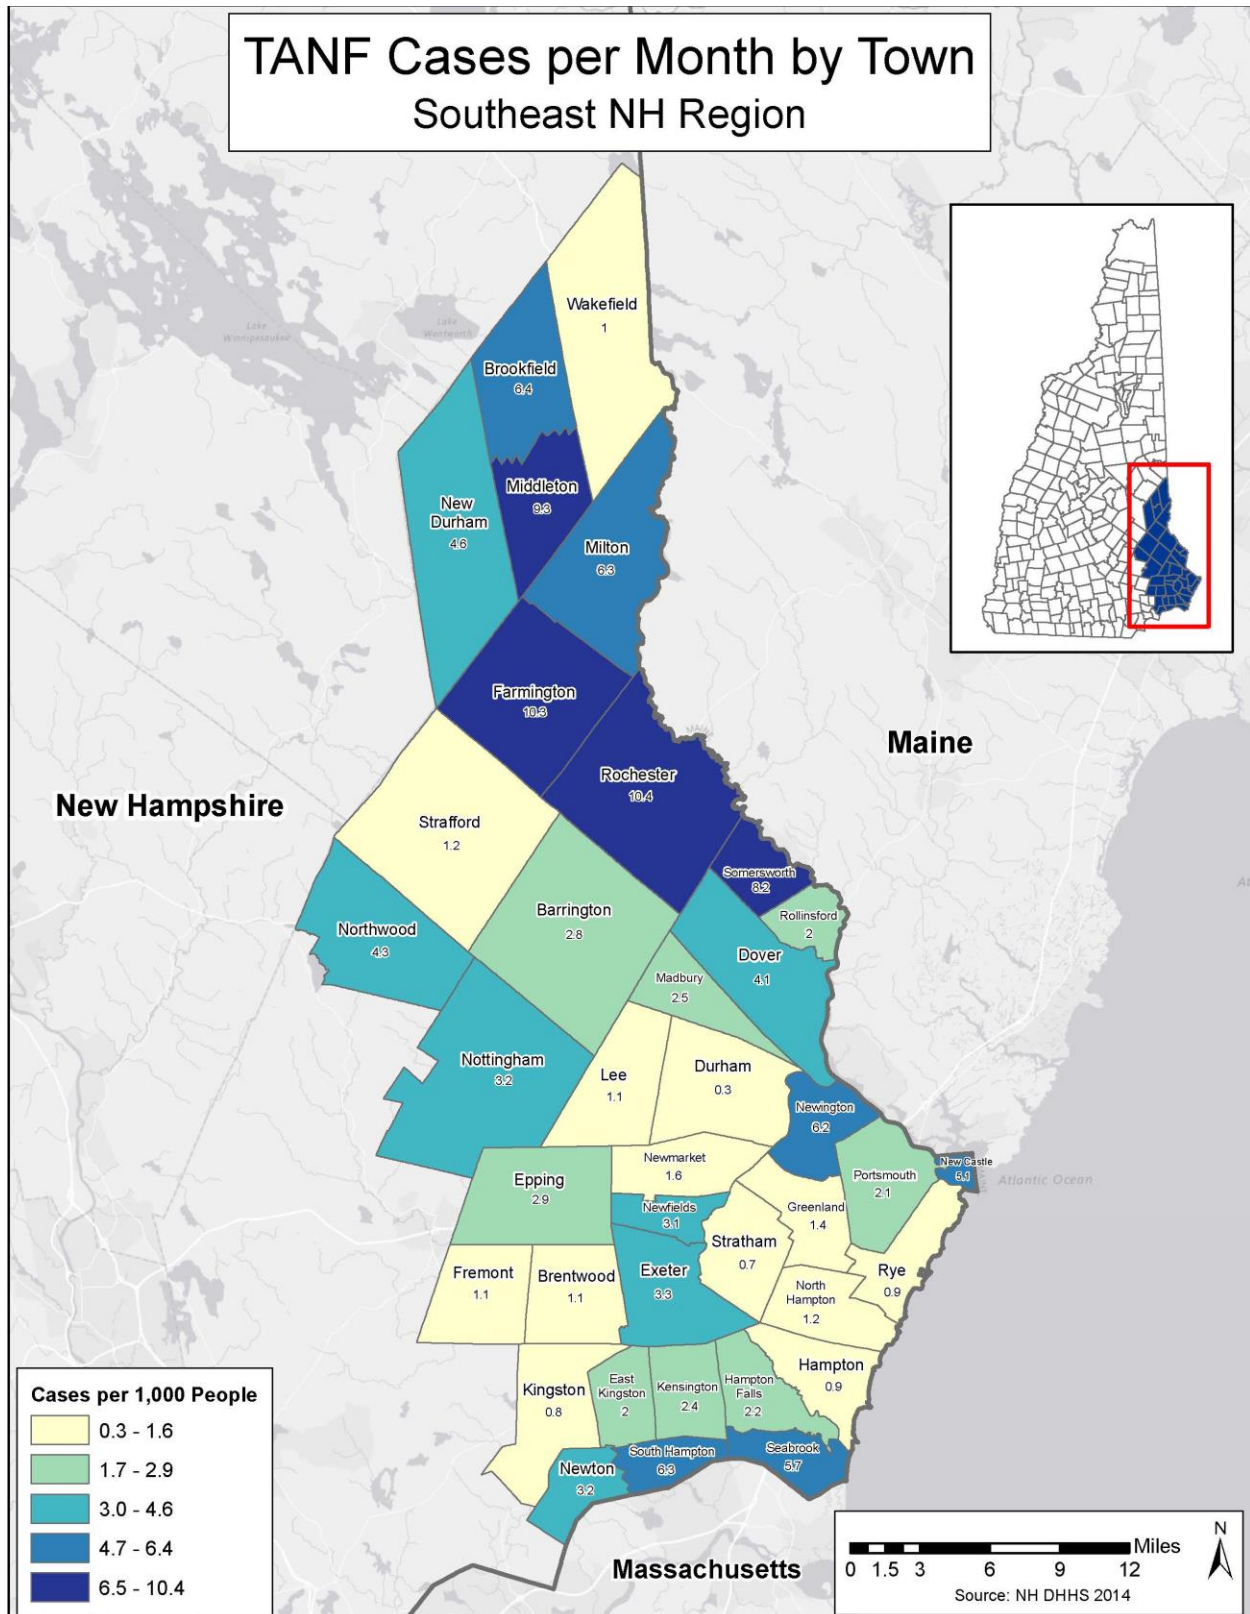 TANF Cases per Month by Town
Southeast NH Region
Lake
Winnipesaukee
Lake
Wentworth
Wakefield
1
Brookfield
6.4
Middleton
9.3
New
Durham
4.6
Milton
6.3
Farmington
10.3
MAINE
Maine
Rochester
10.4
New Hampshire
Strafford
1.2
Somersworth
8.2
Barrington
2.8
Rollinsford
2
Northwood
4.3
Dover
4.1
Madbury
2.5
Nottingham
3.2
Lee
1.1
Durham
0.3
Newington
6.2
Newmarket
1.6
New Castle
5.1
Portsmouth
2.1
Atlantic Ocean
Epping
2.9
Newfields
3.1
Greenland
1.4
Stratham
0.7
Fremont
1.1
Brentwood
1.1
Exeter
3.3
Rye
0.9
North
Hampton
1.2
Hampton
0.9
Kingston
0.8
East
Kingston
2
Kensington
2.4
Hampton
Falls
2.2
South Hampton
6.3
Seabrook
5.7
Newton
3.2
Cases per 1,000 People
0.3 - 1.6
1.7 - 2.9
3.0 - 4.6
4.7 - 6.4
6.5 - 10.4
Massachusetts
N
Miles
0 1.5 3 6 9 12
Source: NH DHHS 2014